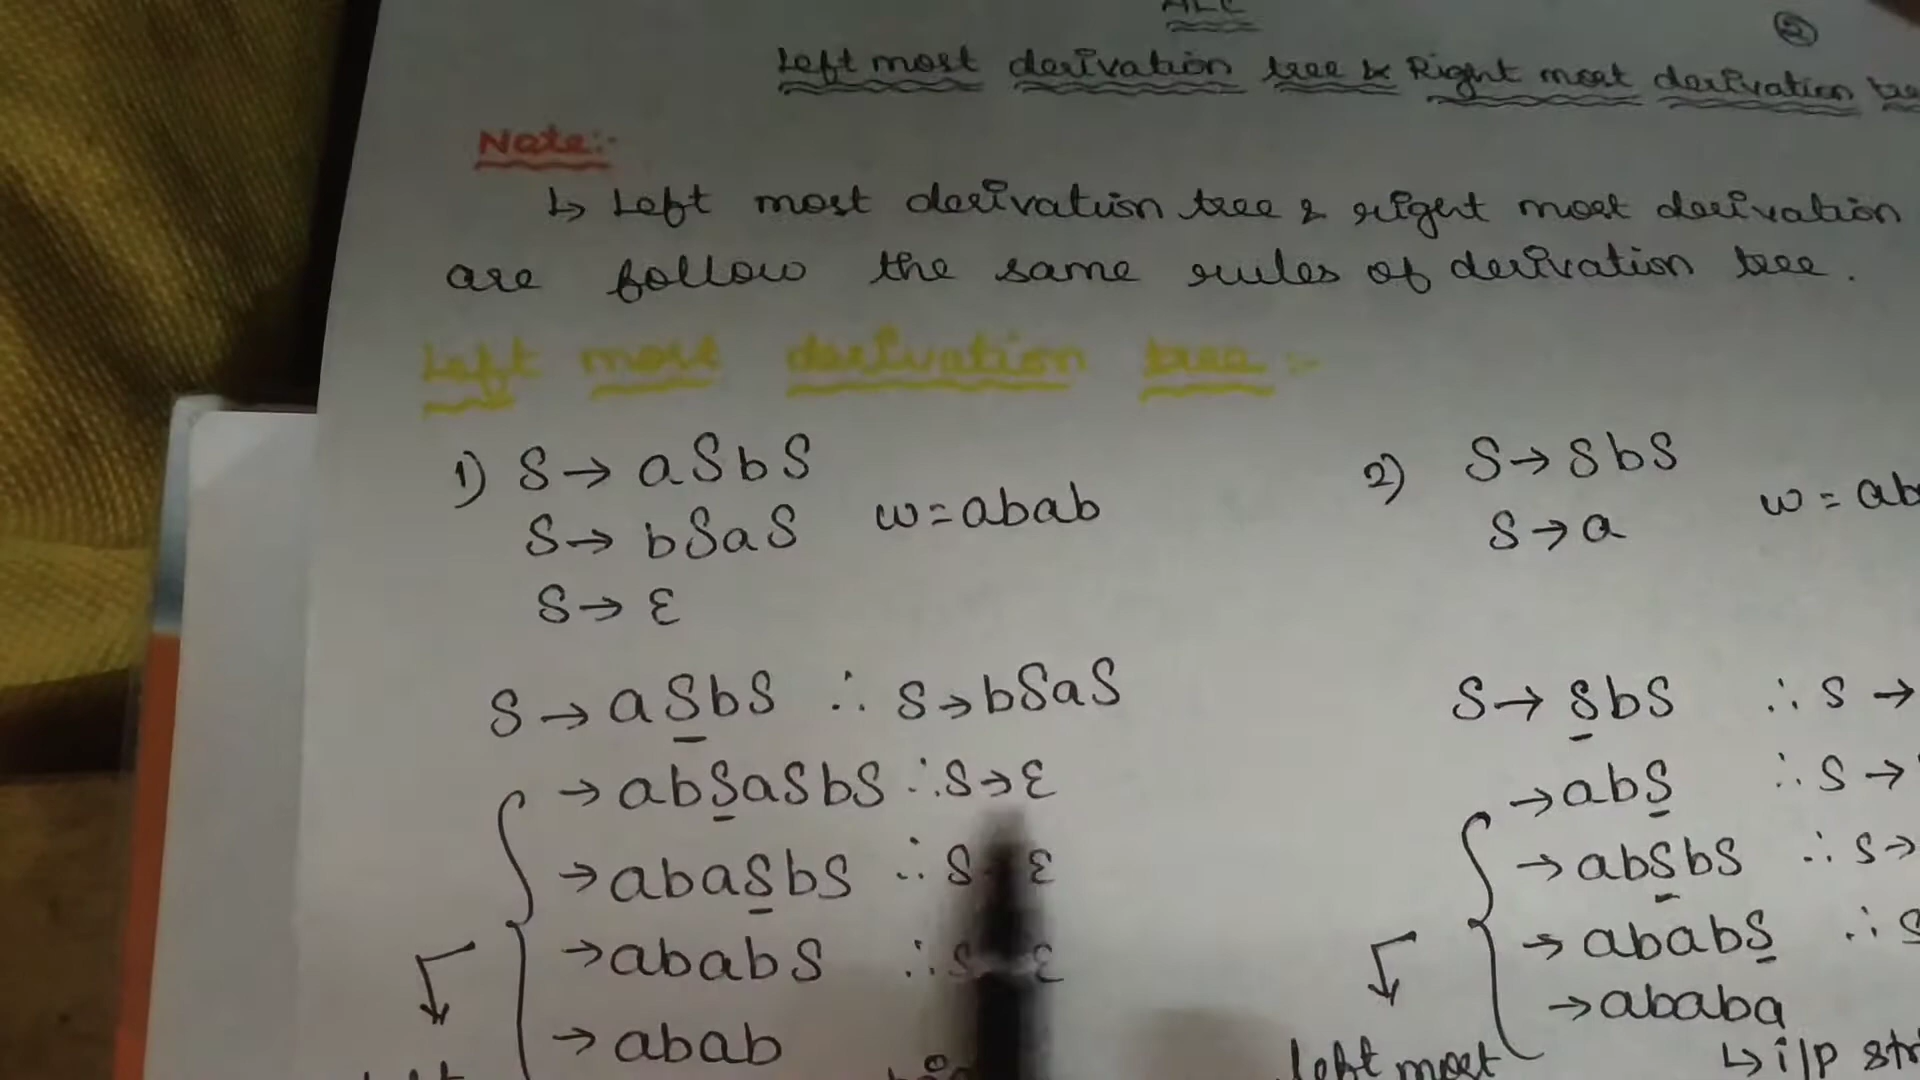 ②
Left most derivation tree & Right most derivation
Note:-
↳ Left most derivation tree & right most derivation
are follow the same rules of derivation tree.
Left most derivation tree :-
1) S → aSbS
S → bSaS w = abab
S → ε
S → aSbS ∴ S → bSaS
→ abSaSbS ∴ S → ε
→ abaSbS ∴ S ε
→ ababS ∴ S ε
→ abab
2) S → SbS
S → a w = ab
S → SbS ∴ S →
→ abS ∴ S →
→ abSbS ∴ S →
→ ababS ∴ S
→ ababa
left most ↳ i/p